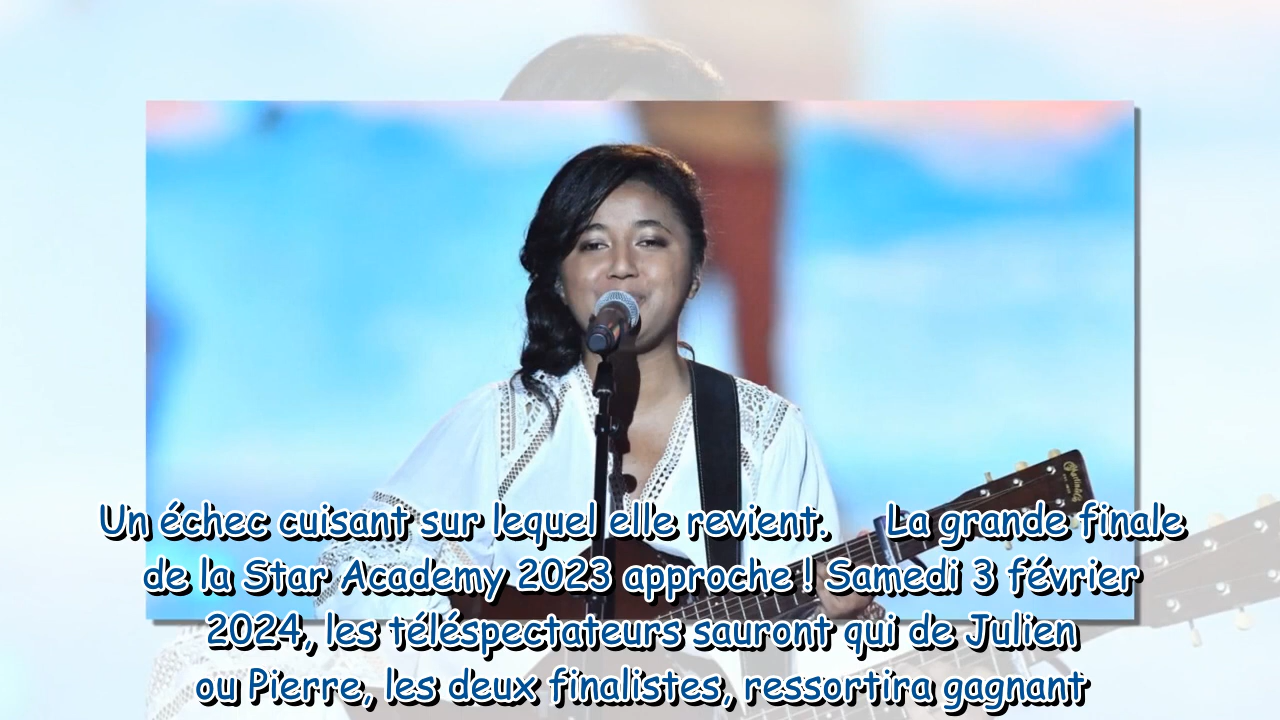 Un échec cuisant sur lequel elle revient. La grande finale
de la Star Academy 2023 approche ! Samedi 3 février
2024, les téléspectateurs sauront qui de Julien
ou Pierre, les deux finalistes, ressortira gagnant